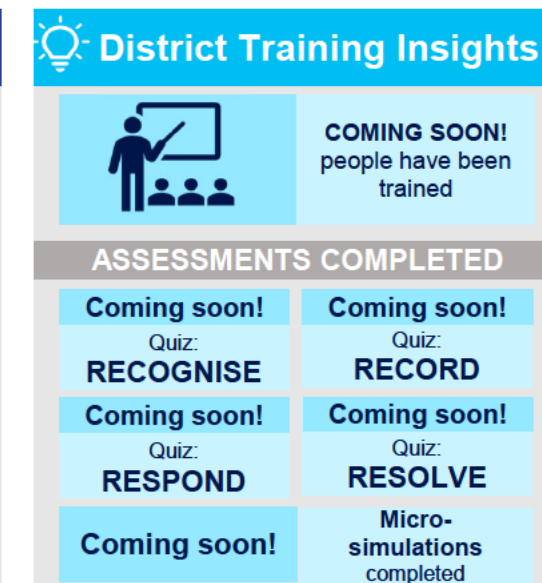 District Training Insights
COMING SOON!
people have been
trained
ASSESSMENTS COMPLETED
Coming soon!
Quiz:
RECOGNISE
Coming soon!
Quiz:
RECORD
Coming soon!
Quiz:
RESPOND
Coming soon!
Quiz:
RESOLVE
Coming soon!
Micro-
simulations
completed